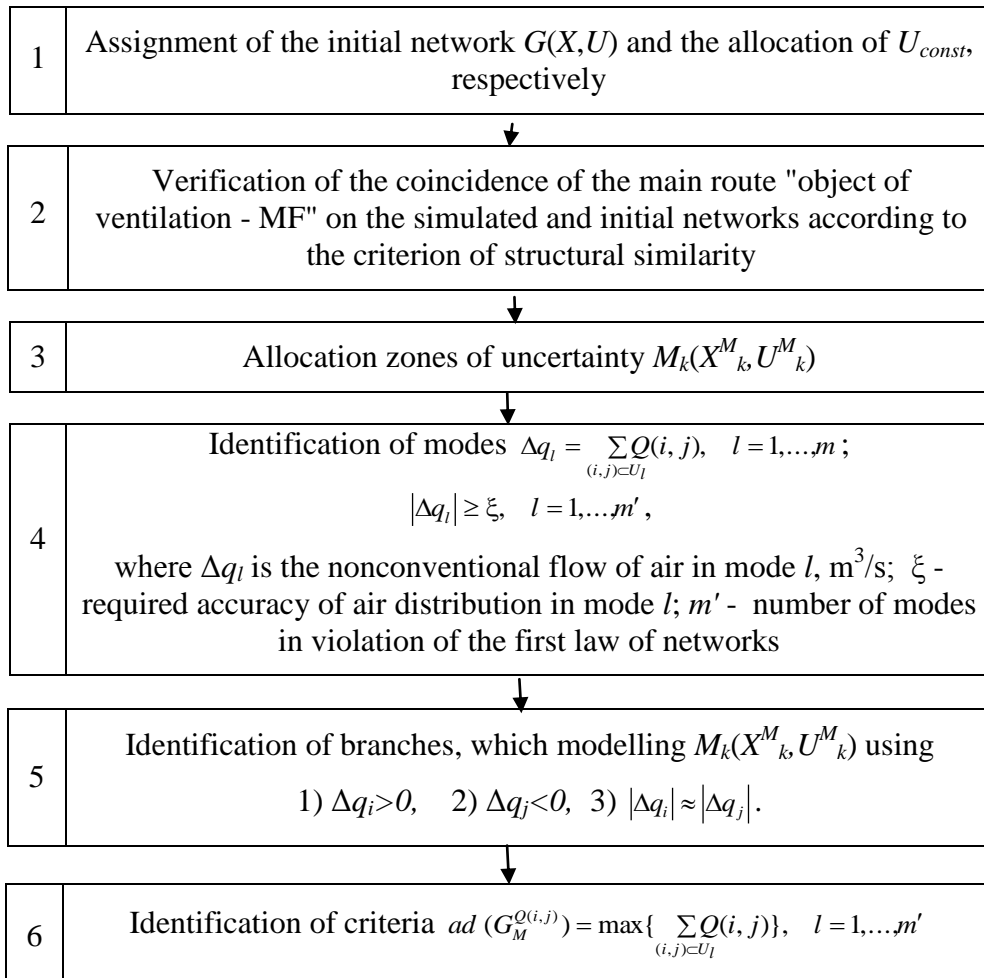 1
Assignment of the initial network G(X,U) and the allocation of U_const,
respectively
2
Verification of the coincidence of the main route "object of
ventilation - MF" on the simulated and initial networks according to
the criterion of structural similarity
3
Allocation zones of uncertainty M_k(X^M_k,U^M_k)
4
Identification of modes Δq_l = ∑_{(i,j)⊂U_l} Q(i, j), l = 1,...,m ;
|Δq_l| ≥ ξ, l = 1,...,m′ ,
where Δq_l is the nonconventional flow of air in mode l, m³/s; ξ -
required accuracy of air distribution in mode l; m' - number of modes
in violation of the first law of networks
5
Identification of branches, which modelling M_k(X^M_k,U^M_k) using
1) Δq_i>0, 2) Δq_j<0, 3) |Δq_i| ≈ |Δq_j| .
6
Identification of criteria ad (G_M^{Q(i,j)}) = max{ ∑_{(i,j)⊂U_l} Q(i, j)}, l = 1,...,m′